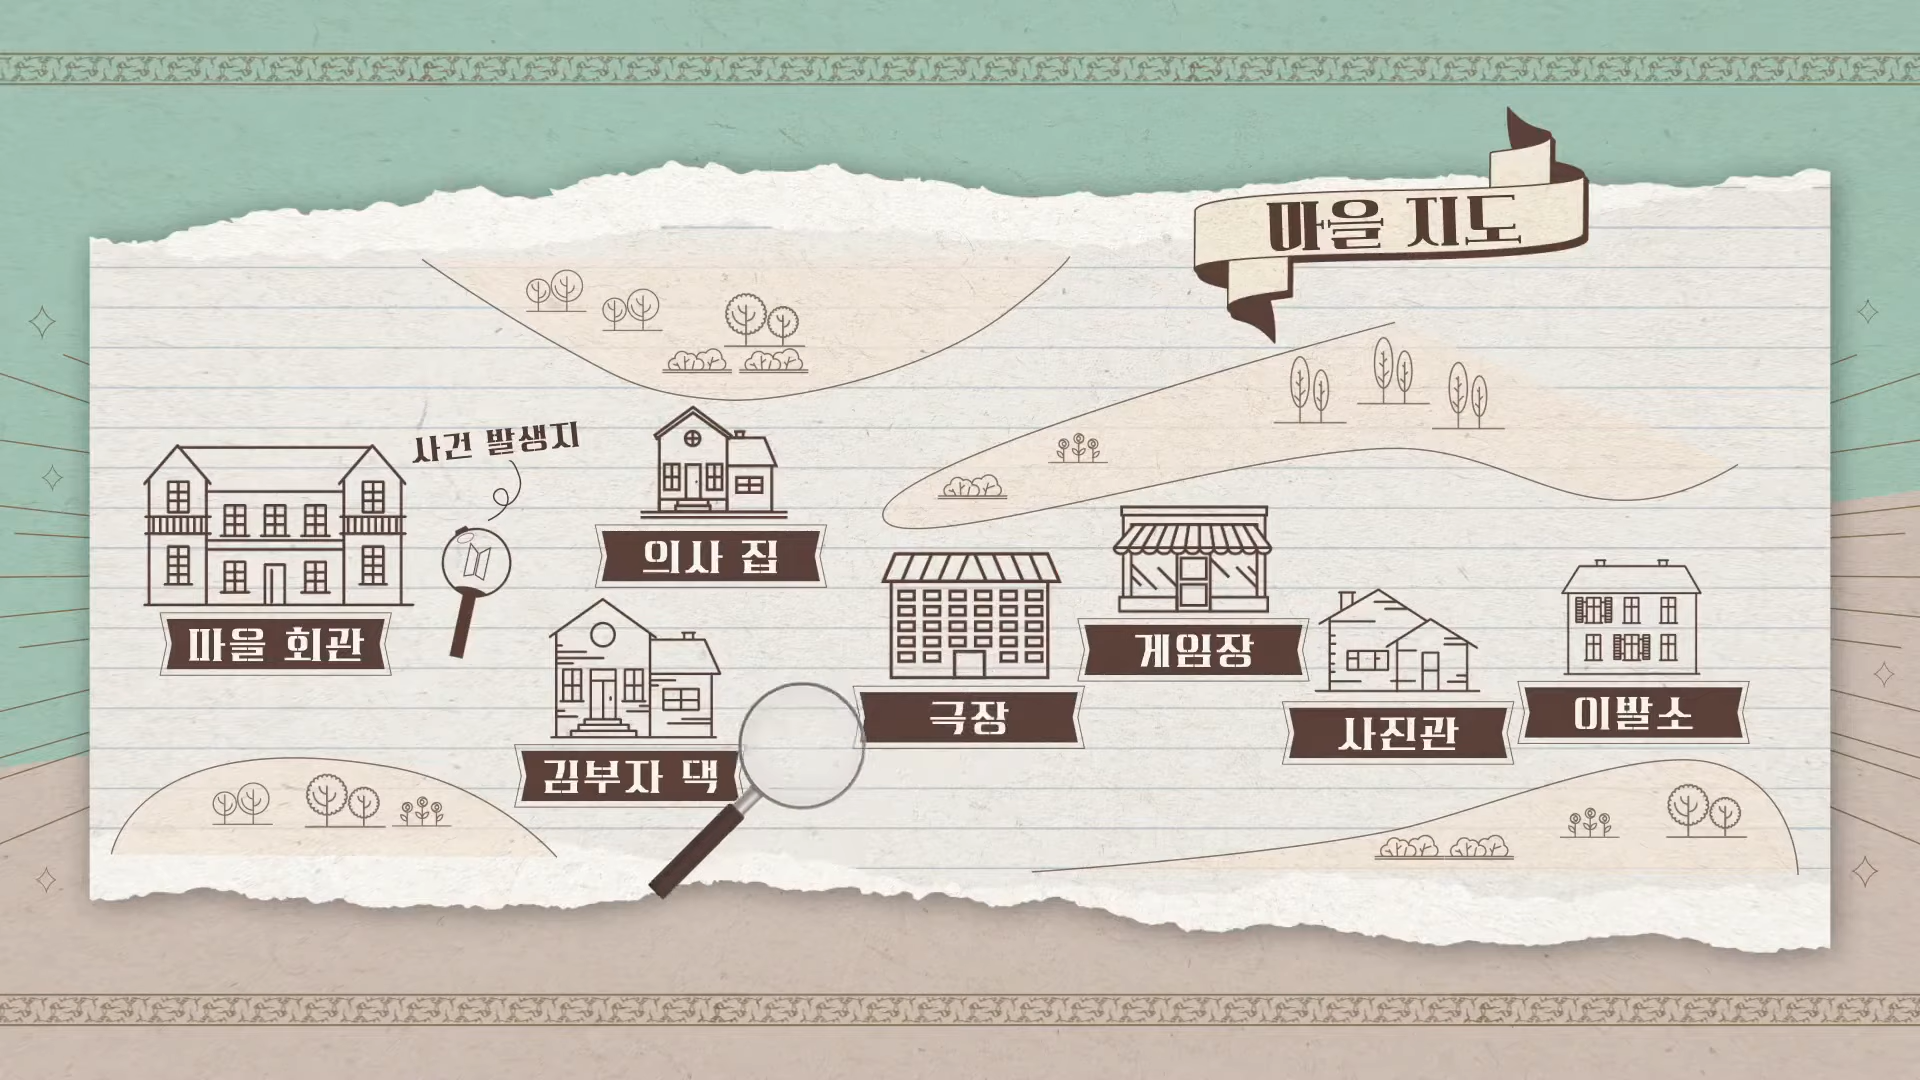 마을 지도
사건 발생지
의사 집
마을 회관
게임장
극장
이발소
사진관
김부자 댁